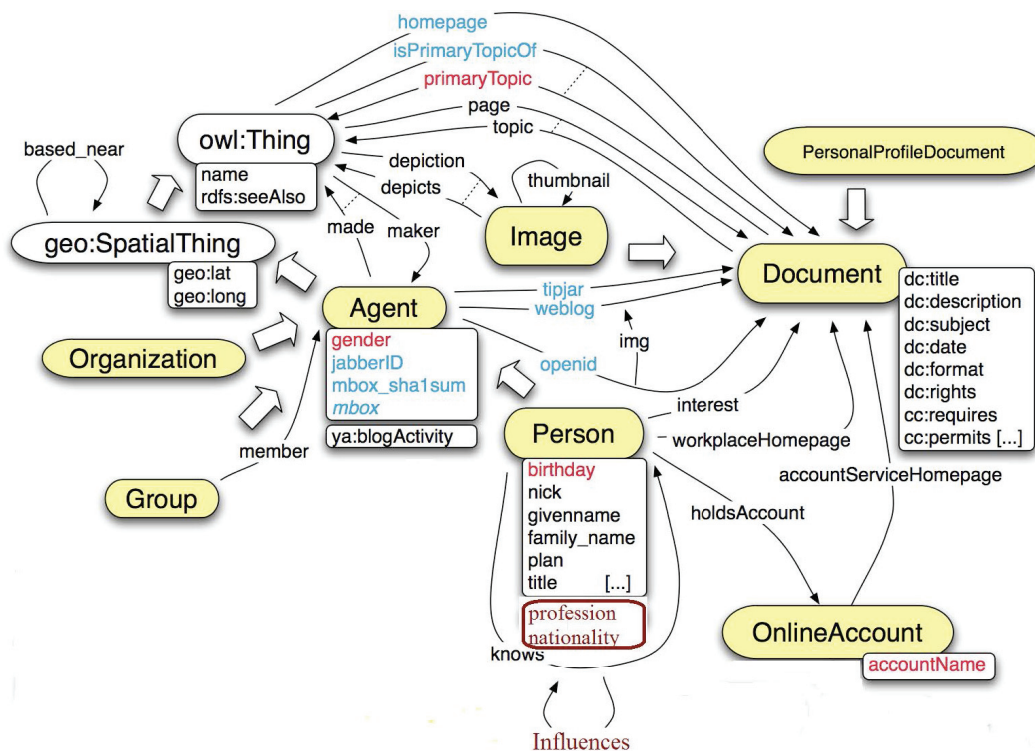 homepage
isPrimaryTopicOf
primaryTopic
page
topic
owl:Thing
name
rdfs:seeAlso
based_near
depiction
depicts
thumbnail
PersonalProfileDocument
made
maker
Image
geo:SpatialThing
geo:lat
geo:long
Document
dc:title
dc:description
dc:subject
dc:date
dc:format
dc:rights
cc:requires
cc:permits [...]
tipjar
weblog
Agent
gender
jabberID
mbox_sha1sum
mbox
ya:blogActivity
img
openid
Organization
interest
Person
workplaceHomepage
birthday
nick
givenname
family_name
plan
title [...]
profession
nationality
member
Group
accountServiceHomepage
holdsAccount
OnlineAccount
accountName
knows
Influences